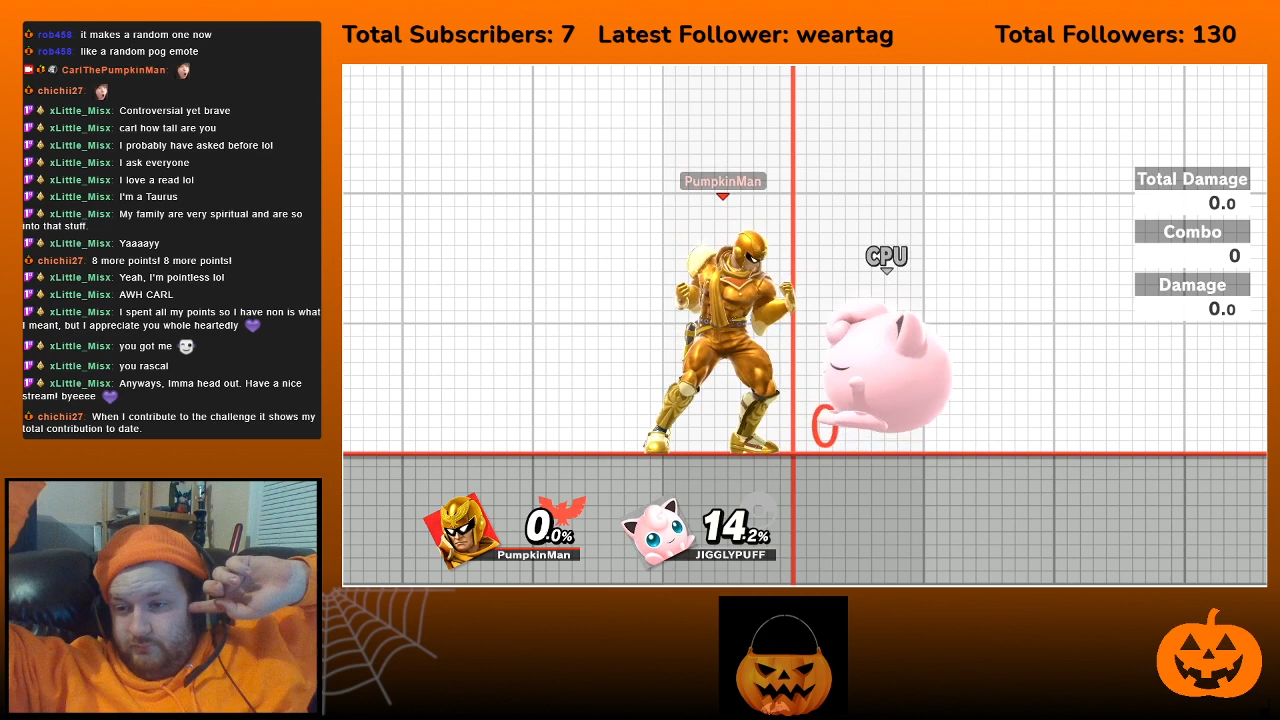 Total Subscribers: 7 Latest Follower: weartag Total Followers: 130
rob458 it makes a random one now
rob458 like a random pog emote
CarlThePumpkinMan:
chichii27:
xLittle_Misx: Controversial yet brave
xLittle_Misx: carl how tall are you
xLittle_Misx: I probably have asked before lol
xLittle_Misx: I ask everyone
xLittle_Misx: I love a read lol
xLittle_Misx: I'm a Taurus
xLittle_Misx: My family are very spiritual and are so
into that stuff.
xLittle_Misx: Yaaaayy
chichii27: 8 more points! 8 more points!
xLittle_Misx: Yeah, I'm pointless lol
xLittle_Misx: AWH CARL
xLittle_Misx: I spent all my points so I have non is what
I meant, but I appreciate you whole heartedly
xLittle_Misx: you got me
xLittle_Misx: you rascal
xLittle_Misx: Anyways, Imma head out. Have a nice
stream! byeeee
chichii27: When I contribute to the challenge it shows my
total contribution to date.
PumpkinMan
CPU
Total Damage
0.0
Combo
0
Damage
0.0
0.0%
PumpkinMan
14.2%
JIGGLYPUFF